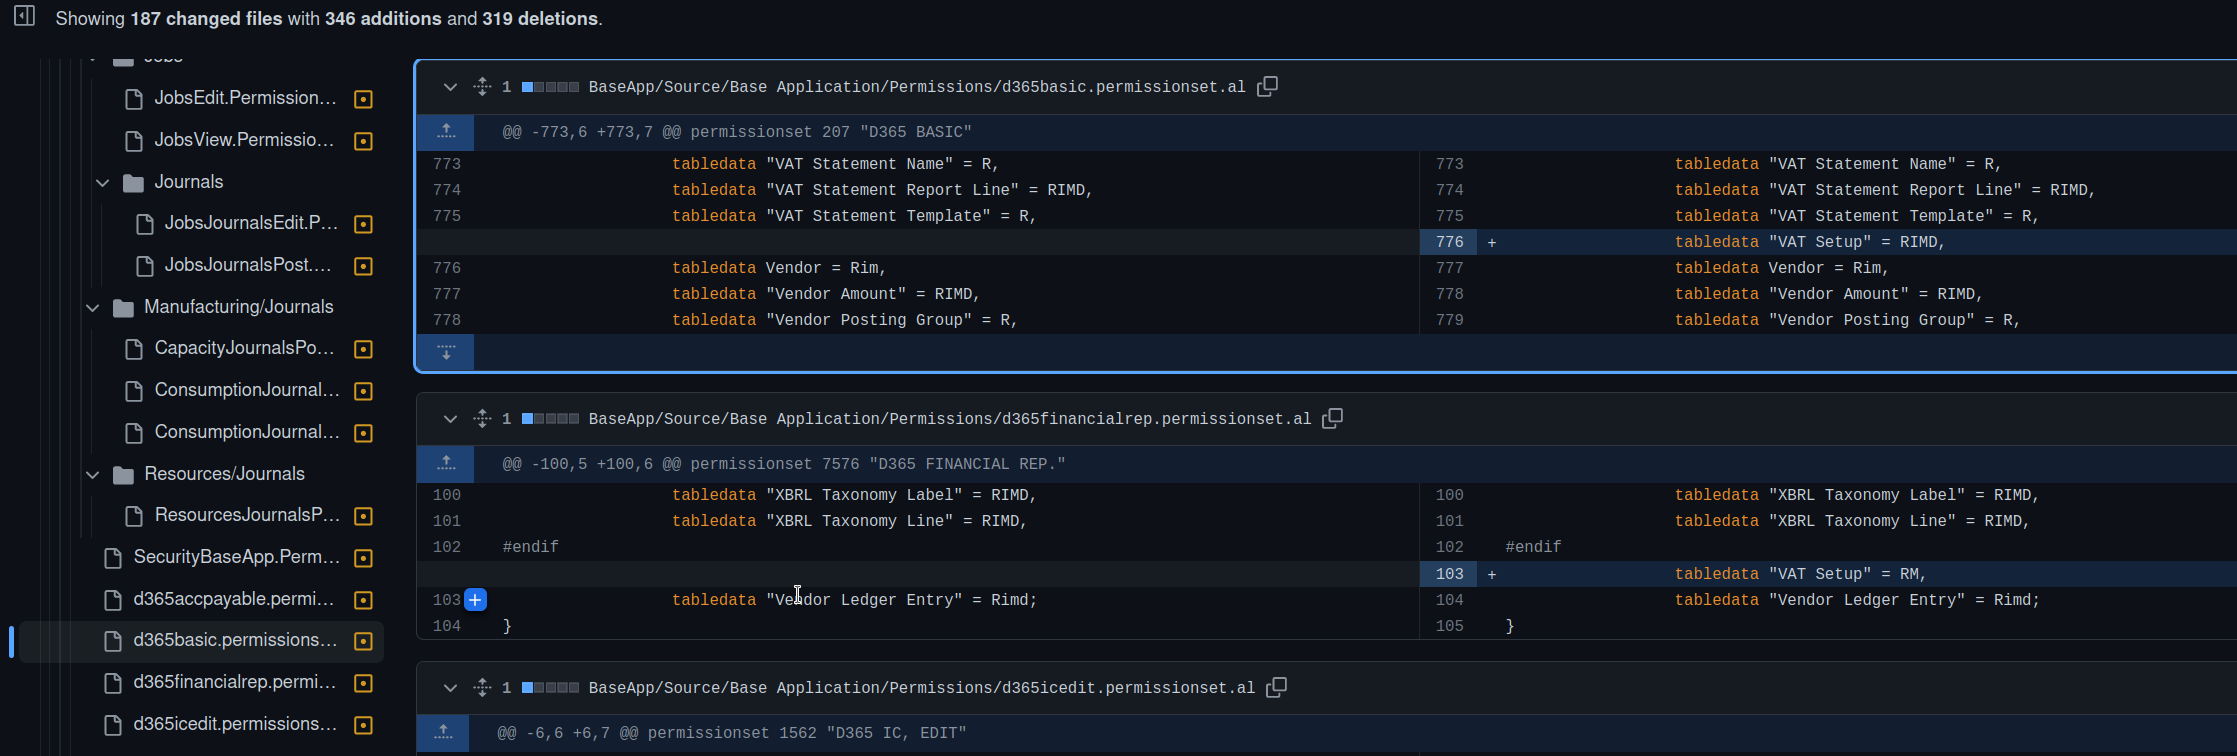 Showing 187 changed files with 346 additions and 319 deletions.
Jobs
JobsEdit.Permission...
JobsView.Permissio...
Journals
JobsJournalsEdit.P...
JobsJournalsPost....
Manufacturing/Journals
CapacityJournalsPo...
ConsumptionJournal...
ConsumptionJournal...
Resources/Journals
ResourcesJournalsP...
SecurityBaseApp.Perm...
d365accpayable.permi...
d365basic.permissions...
d365financialrep.permi...
d365icedit.permissions...
1 BaseApp/Source/Base Application/Permissions/d365basic.permissionset.al
@@ -773,6 +773,7 @@ permissionset 207 "D365 BASIC"
773 tabledata "VAT Statement Name" = R, 773 tabledata "VAT Statement Name" = R,
774 tabledata "VAT Statement Report Line" = RIMD, 774 tabledata "VAT Statement Report Line" = RIMD,
775 tabledata "VAT Statement Template" = R, 775 tabledata "VAT Statement Template" = R,
776 + tabledata "VAT Setup" = RIMD,
776 tabledata Vendor = Rim, 777 tabledata Vendor = Rim,
777 tabledata "Vendor Amount" = RIMD, 778 tabledata "Vendor Amount" = RIMD,
778 tabledata "Vendor Posting Group" = R, 779 tabledata "Vendor Posting Group" = R,
1 BaseApp/Source/Base Application/Permissions/d365financialrep.permissionset.al
@@ -100,5 +100,6 @@ permissionset 7576 "D365 FINANCIAL REP."
100 tabledata "XBRL Taxonomy Label" = RIMD, 100 tabledata "XBRL Taxonomy Label" = RIMD,
101 tabledata "XBRL Taxonomy Line" = RIMD, 101 tabledata "XBRL Taxonomy Line" = RIMD,
102 #endif 102 #endif
103 + tabledata "VAT Setup" = RM,
103 + tabledata "Vendor Ledger Entry" = Rimd; 104 tabledata "Vendor Ledger Entry" = Rimd;
104 } 105 }
1 BaseApp/Source/Base Application/Permissions/d365icedit.permissionset.al
@@ -6,6 +6,7 @@ permissionset 1562 "D365 IC, EDIT"